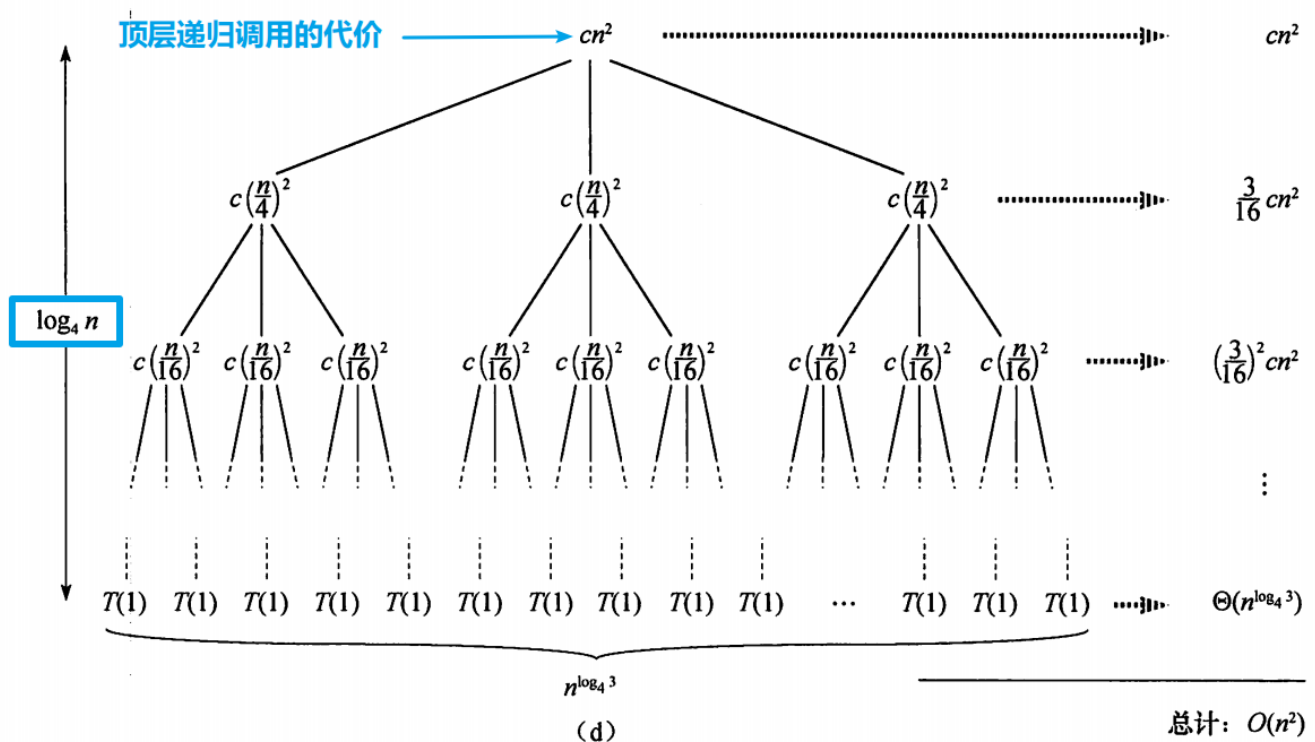 顶层递归调用的代价 cn² cn²
c(n/4)² c(n/4)² c(n/4)² 3/16 cn²
log₄ n
c(n/16)² c(n/16)² c(n/16)² c(n/16)² c(n/16)² c(n/16)² c(n/16)² c(n/16)² c(n/16)² (3/16)² cn²
⋮
T(1) T(1) T(1) T(1) T(1) T(1) T(1) T(1) T(1) T(1) … T(1) T(1) T(1) Θ(n^{log₄ 3})
n^{log₄ 3}
（d）
总计：O(n²)